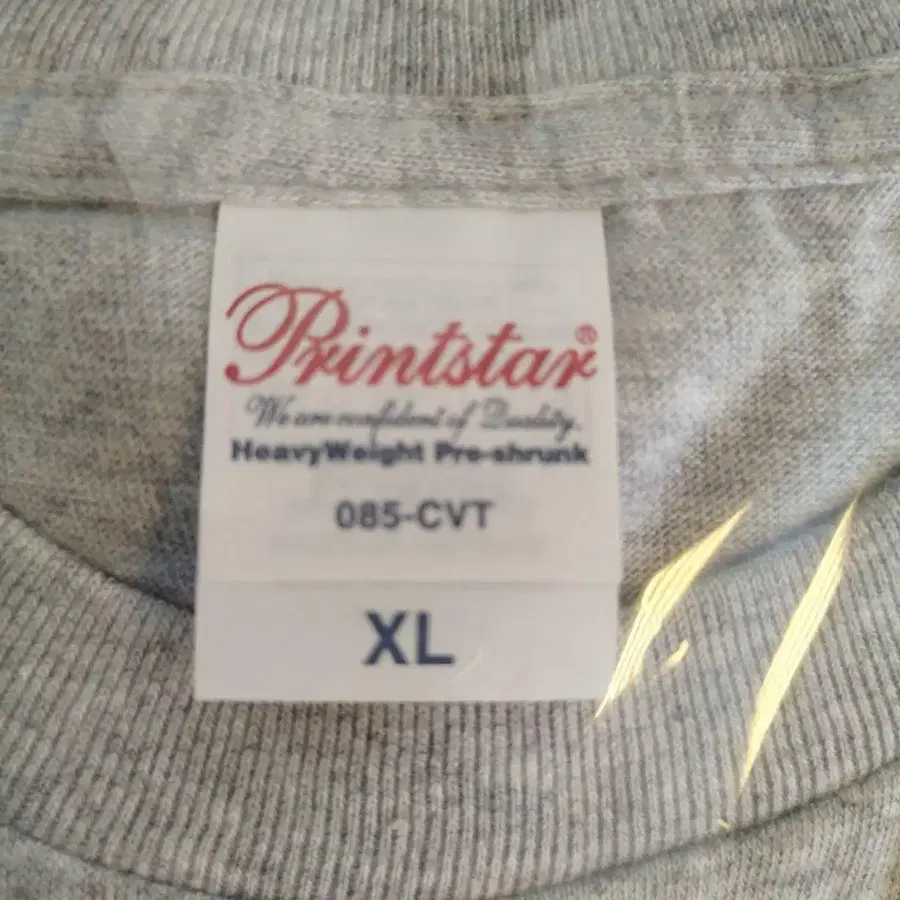 Printstar®
We are confident of Quality.
HeavyWeight Pre-shrunk
085-CVT
XL